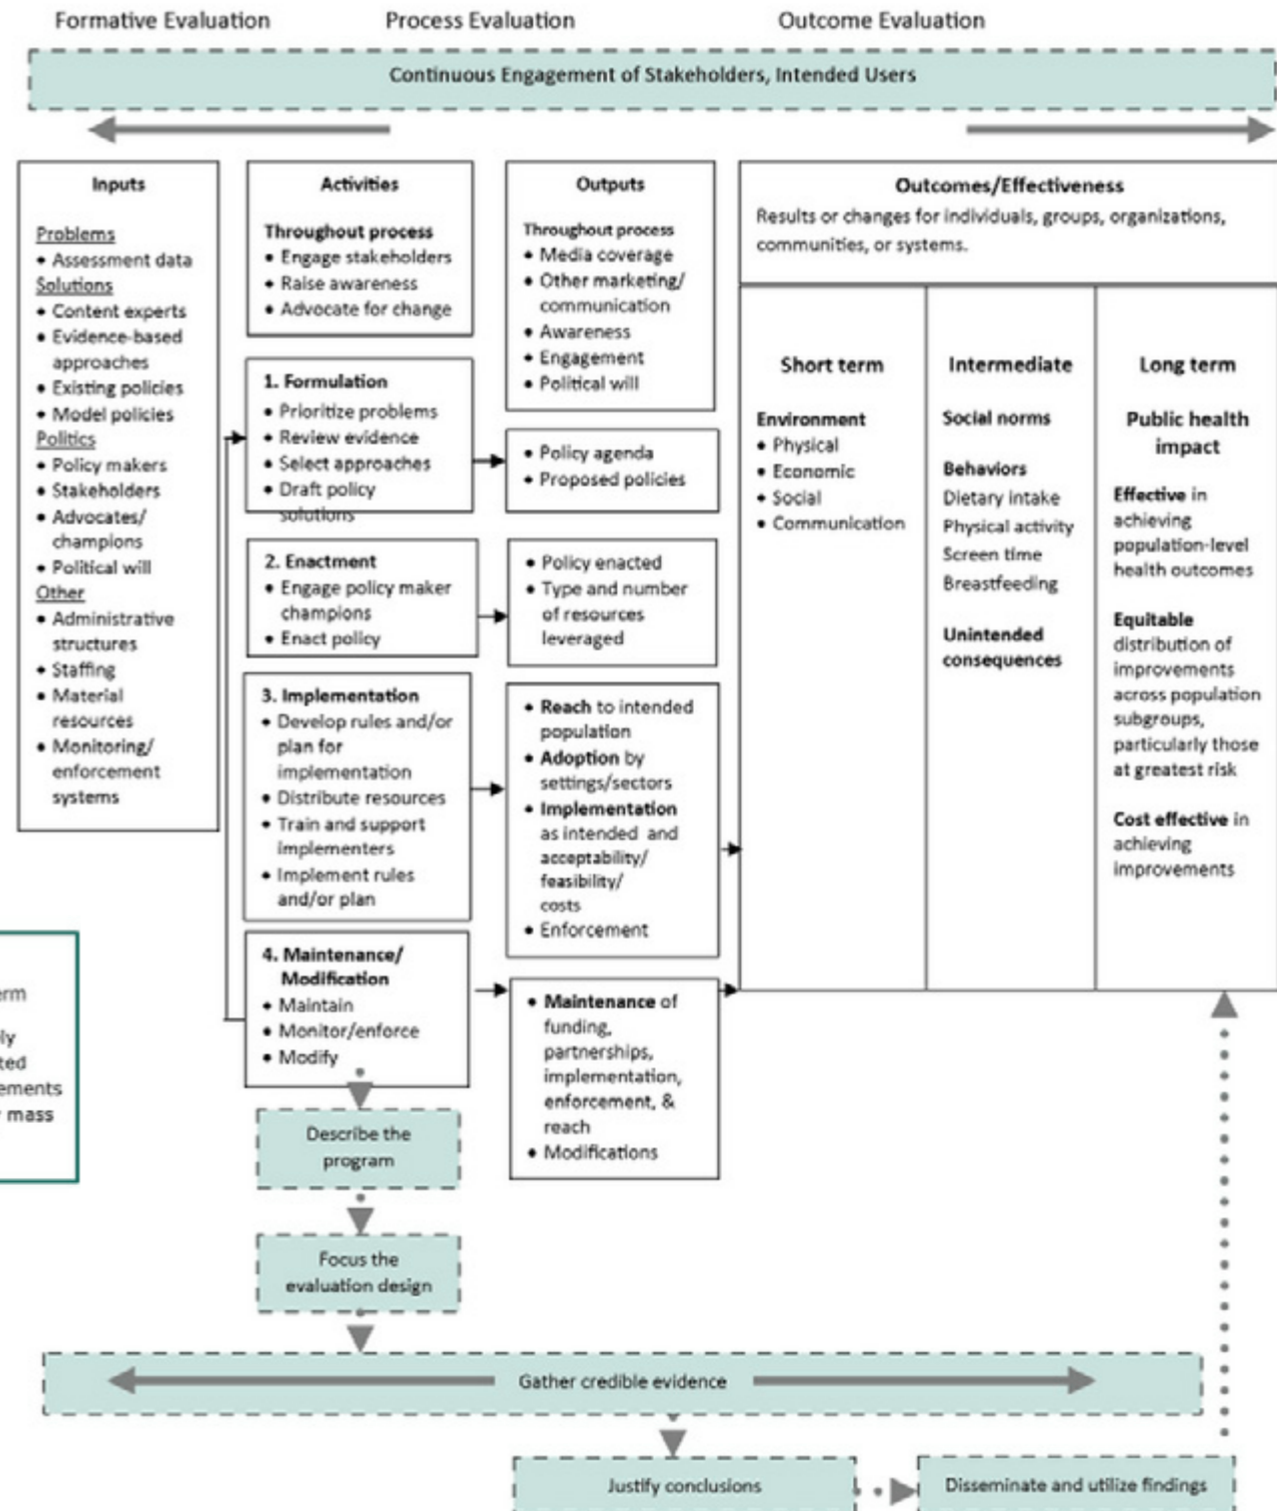 Formative Evaluation
Process Evaluation
Outcome Evaluation
Continuous Engagement of Stakeholders, Intended Users
Inputs
Problems
• Assessment data
Solutions
• Content experts
• Evidence-based
approaches
• Existing policies
• Model policies
Politics
• Policy makers
• Stakeholders
• Advocates/
champions
• Political will
Other
• Administrative
structures
• Staffing
• Material
resources
• Monitoring/
enforcement
systems
Activities
Throughout process
• Engage stakeholders
• Raise awareness
• Advocate for change
1. Formulation
• Prioritize problems
• Review evidence
• Select approaches
• Draft policy
solutions
2. Enactment
• Engage policy maker
champions
• Enact policy
3. Implementation
• Develop rules and/or
plan for
implementation
• Distribute resources
• Train and support
implementers
• Implement rules
and/or plan
4. Maintenance/
Modification
• Maintain
• Monitor/enforce
• Modify
Outputs
Throughout process
• Media coverage
• Other marketing/
communication
• Awareness
• Engagement
• Political will
• Policy agenda
• Proposed policies
• Policy enacted
• Type and number
of resources
leveraged
• Reach to intended
population
• Adoption by
settings/sectors
• Implementation
as intended and
acceptability/
feasibility/
costs
• Enforcement
• Maintenance of
funding,
partnerships,
implementation,
enforcement, &
reach
• Modifications
Outcomes/Effectiveness
Results or changes for individuals, groups, organizations,
communities, or systems.
Short term
Environment
• Physical
• Economic
• Social
• Communication
Intermediate
Social norms
Behaviors
Dietary intake
Physical activity
Screen time
Breastfeeding
Unintended
consequences
Long term
Public health
impact
Effective in
achieving
population-level
health outcomes
Equitable
distribution of
improvements
across population
subgroups,
particularly those
at greatest risk
Cost effective in
achieving
improvements
mass
Describe the
program
Focus the
evaluation design
Gather credible evidence
Justify conclusions
Disseminate and utilize findings